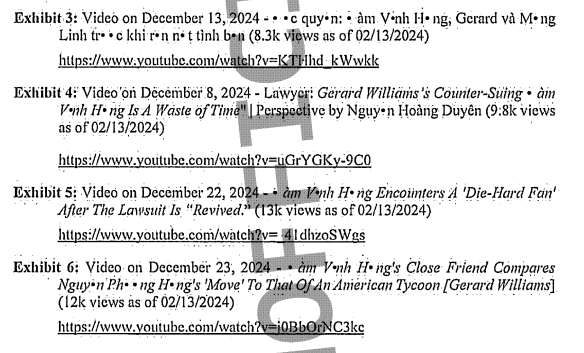 Exhibit 3: Video on December 13, 2024 - • •c quy•n: • àm V•nh H•ng, Gerard và M•ng
Linh tr••c khi r•n n•t tình b•n (8.3k views as of 02/13/2024)
https://www.youtube.com/watch?v=KTHhd_kWwkk
Exhibit 4: Video on December 8, 2024 - Lawyer: Gerard Williams's Counter-Suing • àm
V•nh H•ng Is A Waste of Time" | Perspective by Nguy•n Hoàng Duyên (9.8k views
as of 02/13/2024)
https://www.youtube.com/watch?v=uGrYGKy-9C0
Exhibit 5: Video on December 22, 2024 - • àm V•nh H•ng Encounters A 'Die-Hard Fan'
After The Lawsuit Is "Revived." (13k views as of 02/13/2024)
https://www.youtube.com/watch?v=_41dhzoSWgs
Exhibit 6: Video on December 23, 2024 - • àm V•nh H•ng's Close Friend Compares
Nguy•n Ph••ng H•ng's 'Move' To That Of An American Tycoon [Gerard Williams]
(12k views as of 02/13/2024)
https://www.youtube.com/watch?v=j0BbOrNC3kc